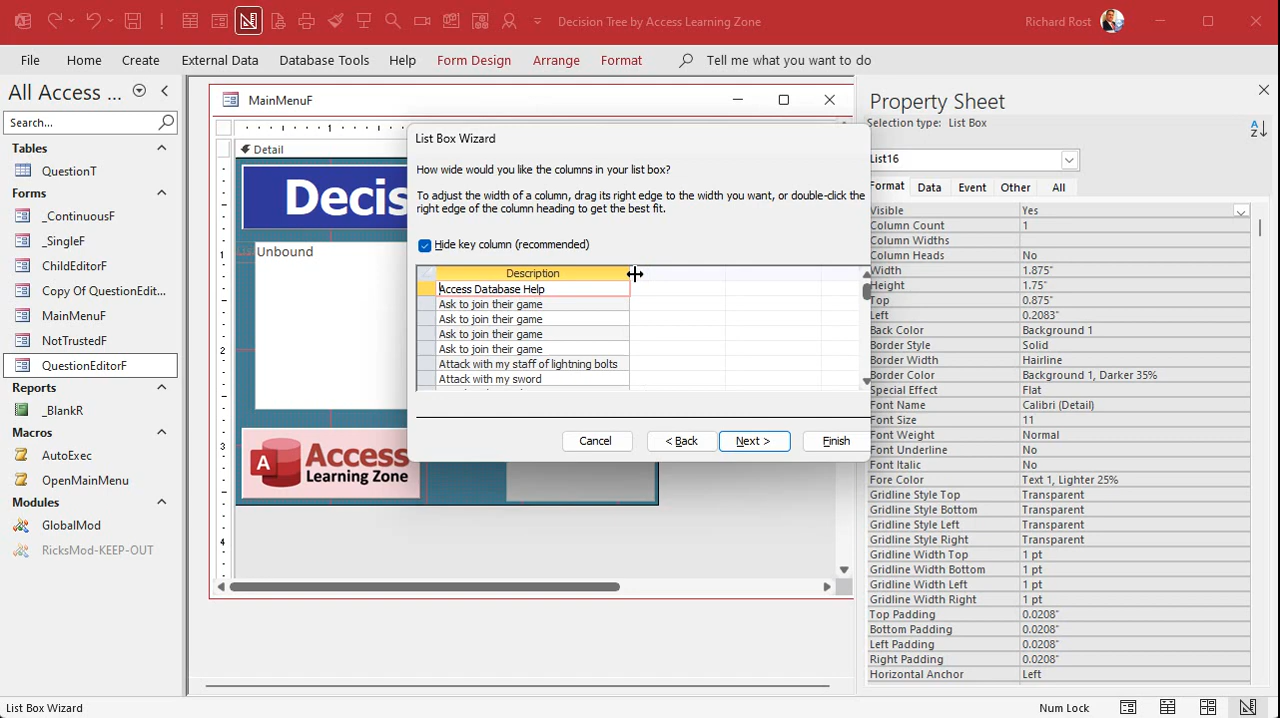 Decision Tree by Access Learning Zone
Richard Rost
File Home Create External Data Database Tools Help Form Design Arrange Format Tell me what you want to do
All Access ...
Search...
Tables
QuestionT
Forms
_ContinuousF
_SingleF
ChildEditorF
Copy Of QuestionEdit...
MainMenuF
NotTrustedF
QuestionEditorF
Reports
_BlankR
Macros
AutoExec
OpenMainMenu
Modules
GlobalMod
RicksMod-KEEP-OUT
MainMenuF
1
Detail
Decis
1
2
3
4
Unbound
A Access
Learning Zone
List Box Wizard
How wide would you like the columns in your list box?
To adjust the width of a column, drag its right edge to the width you want, or double-click the
right edge of the column heading to get the best fit.
Hide key column (recommended)
Description
Access Database Help
Ask to join their game
Ask to join their game
Ask to join their game
Ask to join their game
Attack with my staff of lightning bolts
Attack with my sword
Cancel < Back Next > Finish
Property Sheet
Selection type: List Box
List16
Format Data Event Other All
Visible Yes
Column Count 1
Column Widths
Column Heads No
Width 1.875"
Height 1.75"
Top 0.875"
Left 0.2083"
Back Color Background 1
Border Style Solid
Border Width Hairline
Border Color Background 1, Darker 35%
Special Effect Flat
Font Name Calibri (Detail)
Font Size 11
Font Weight Normal
Font Underline No
Font Italic No
Fore Color Text 1, Lighter 25%
Gridline Style Top Transparent
Gridline Style Bottom Transparent
Gridline Style Left Transparent
Gridline Style Right Transparent
Gridline Width Top 1 pt
Gridline Width Bottom 1 pt
Gridline Width Left 1 pt
Gridline Width Right 1 pt
Top Padding 0.0208"
Bottom Padding 0.0208"
Left Padding 0.0208"
Right Padding 0.0208"
Horizontal Anchor Left
List Box Wizard
Num Lock